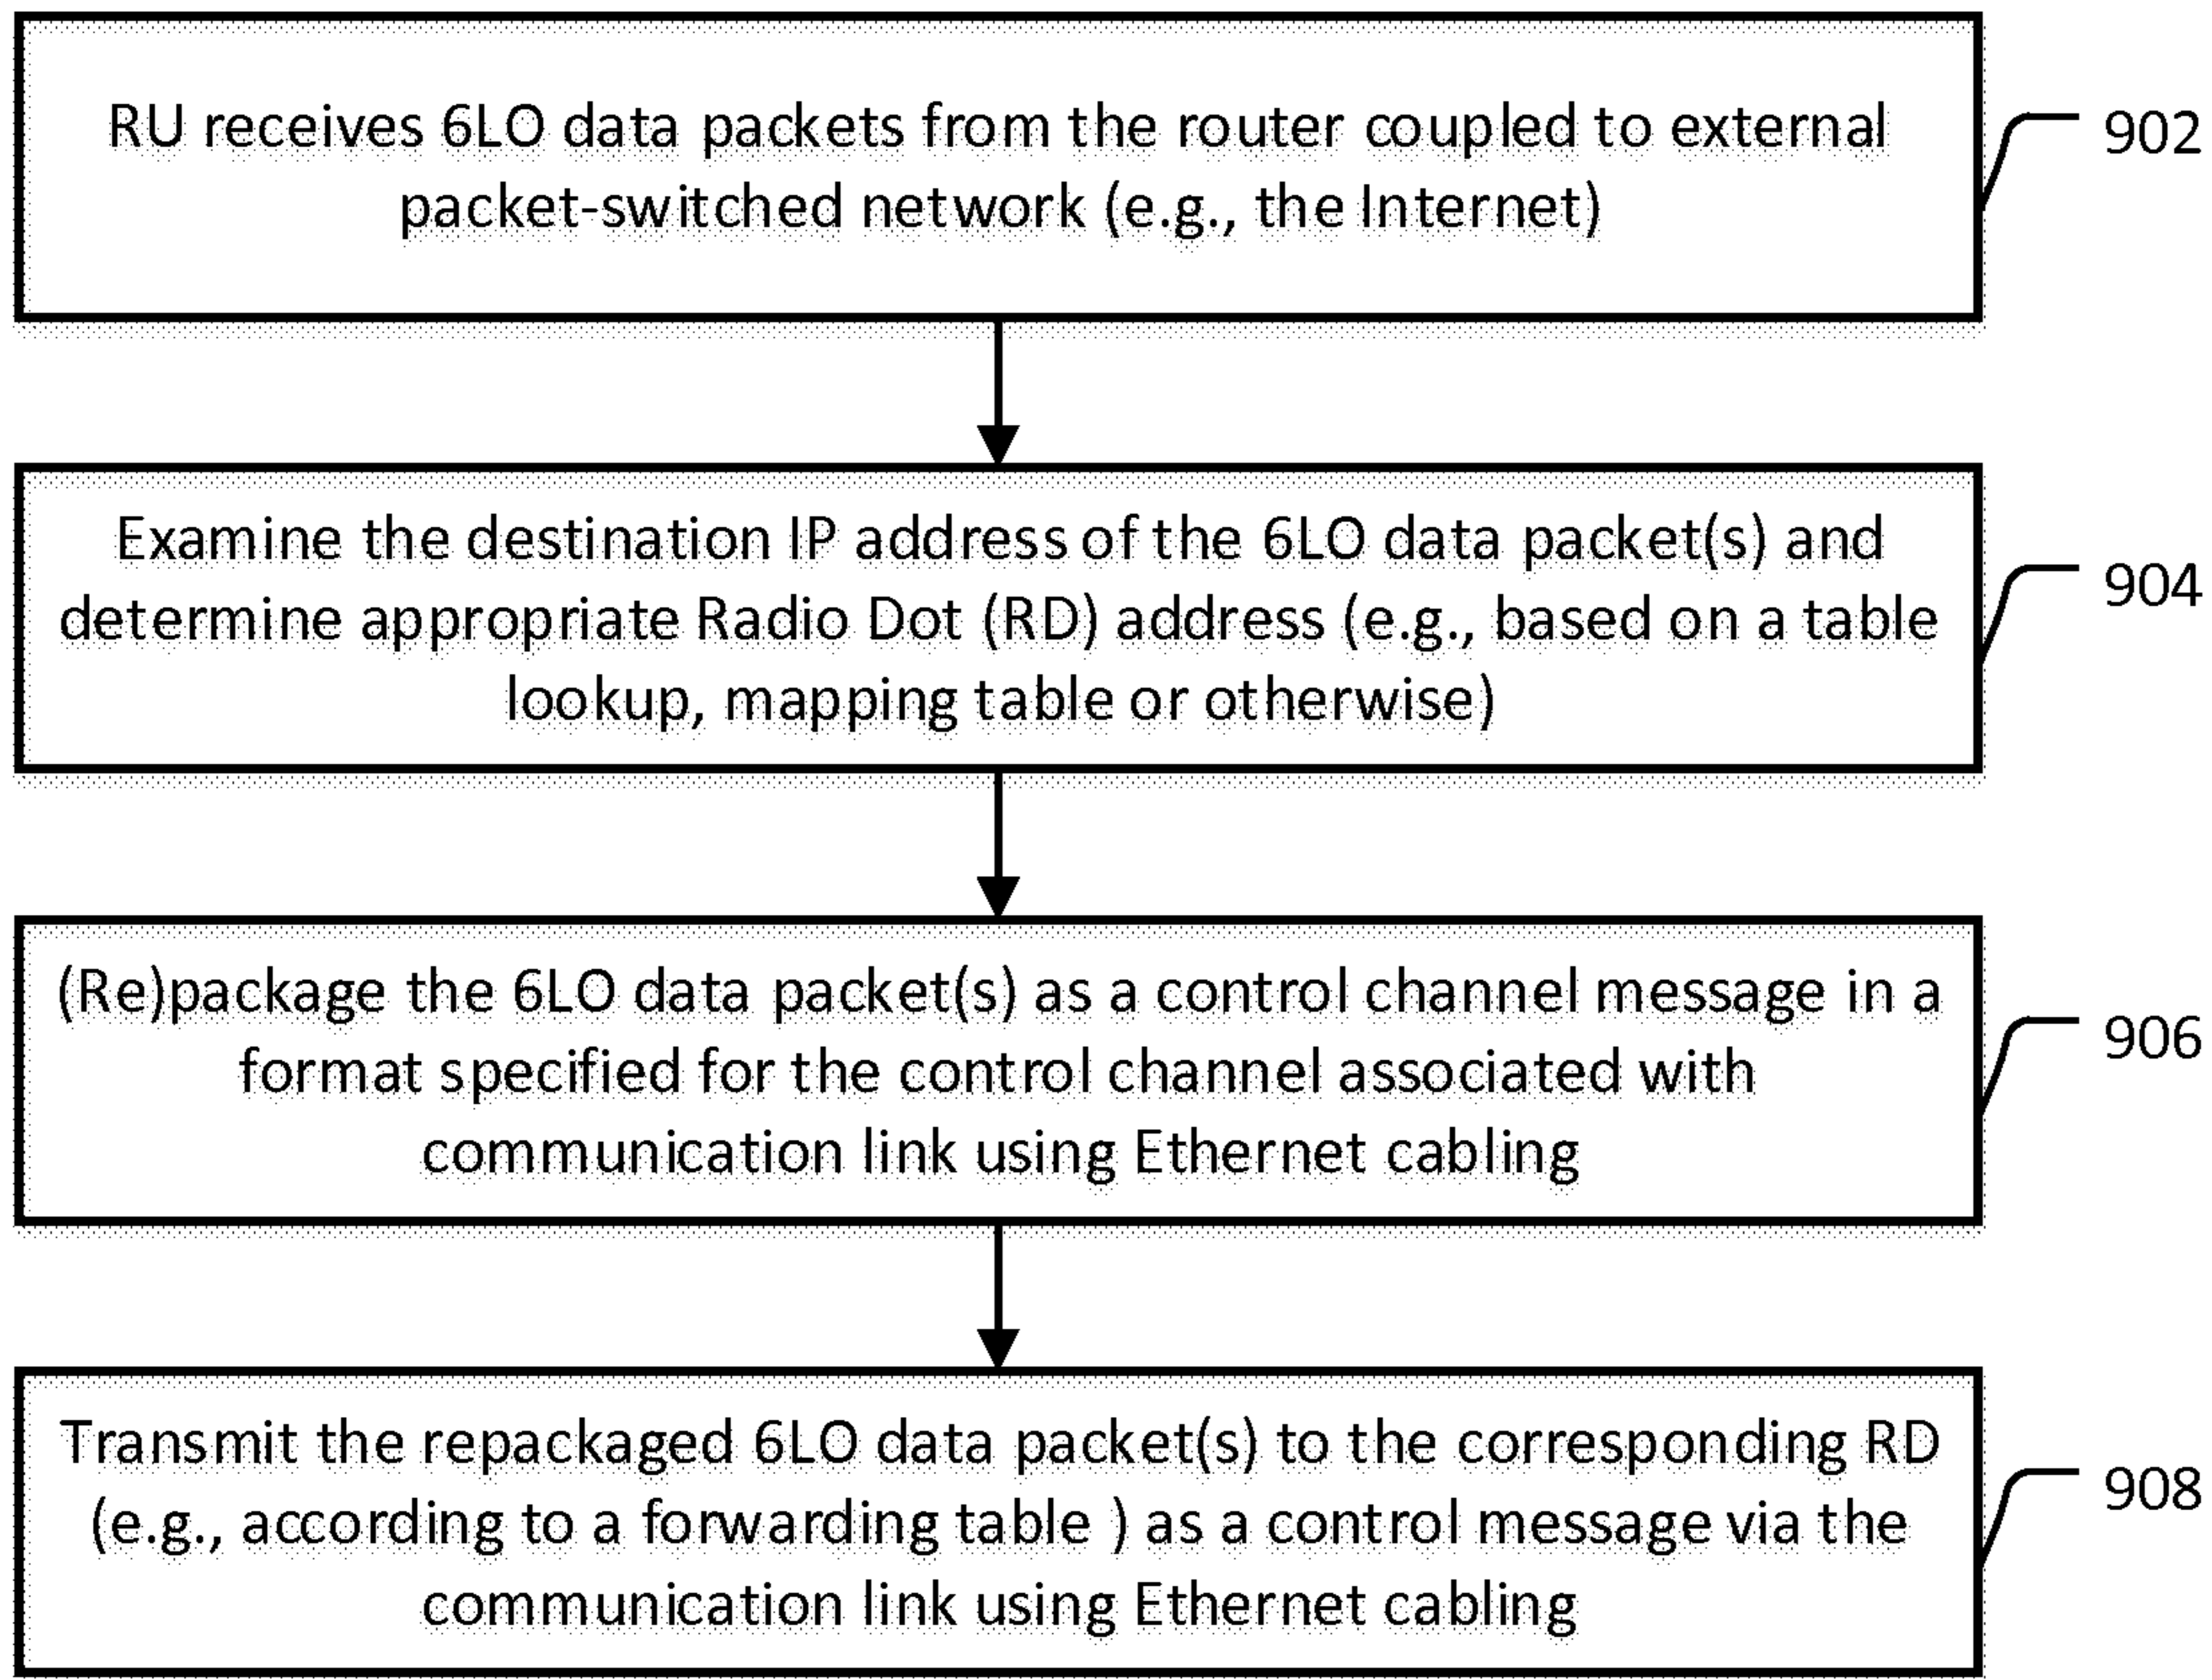 RU receives 6LO data packets from the router coupled to external
packet-switched network (e.g., the Internet)
902
Examine the destination IP address of the 6LO data packet(s) and
determine appropriate Radio Dot (RD) address (e.g., based on a table
lookup, mapping table or otherwise)
904
(Re)package the 6LO data packet(s) as a control channel message in a
format specified for the control channel associated with
communication link using Ethernet cabling
906
Transmit the repackaged 6LO data packet(s) to the corresponding RD
(e.g., according to a forwarding table ) as a control message via the
communication link using Ethernet cabling
908